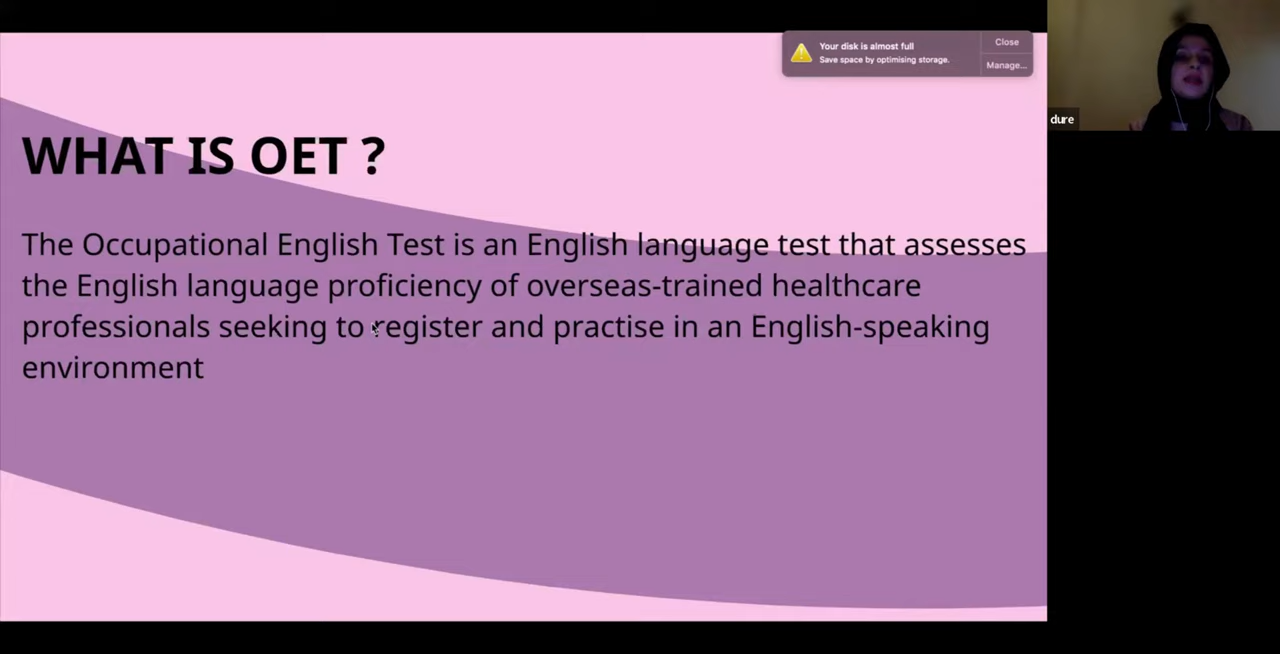 Your disk is almost full
Save space by optimising storage.
Close
Manage...
dure
WHAT IS OET ?
The Occupational English Test is an English language test that assesses
the English language proficiency of overseas-trained healthcare
professionals seeking to register and practise in an English-speaking
environment